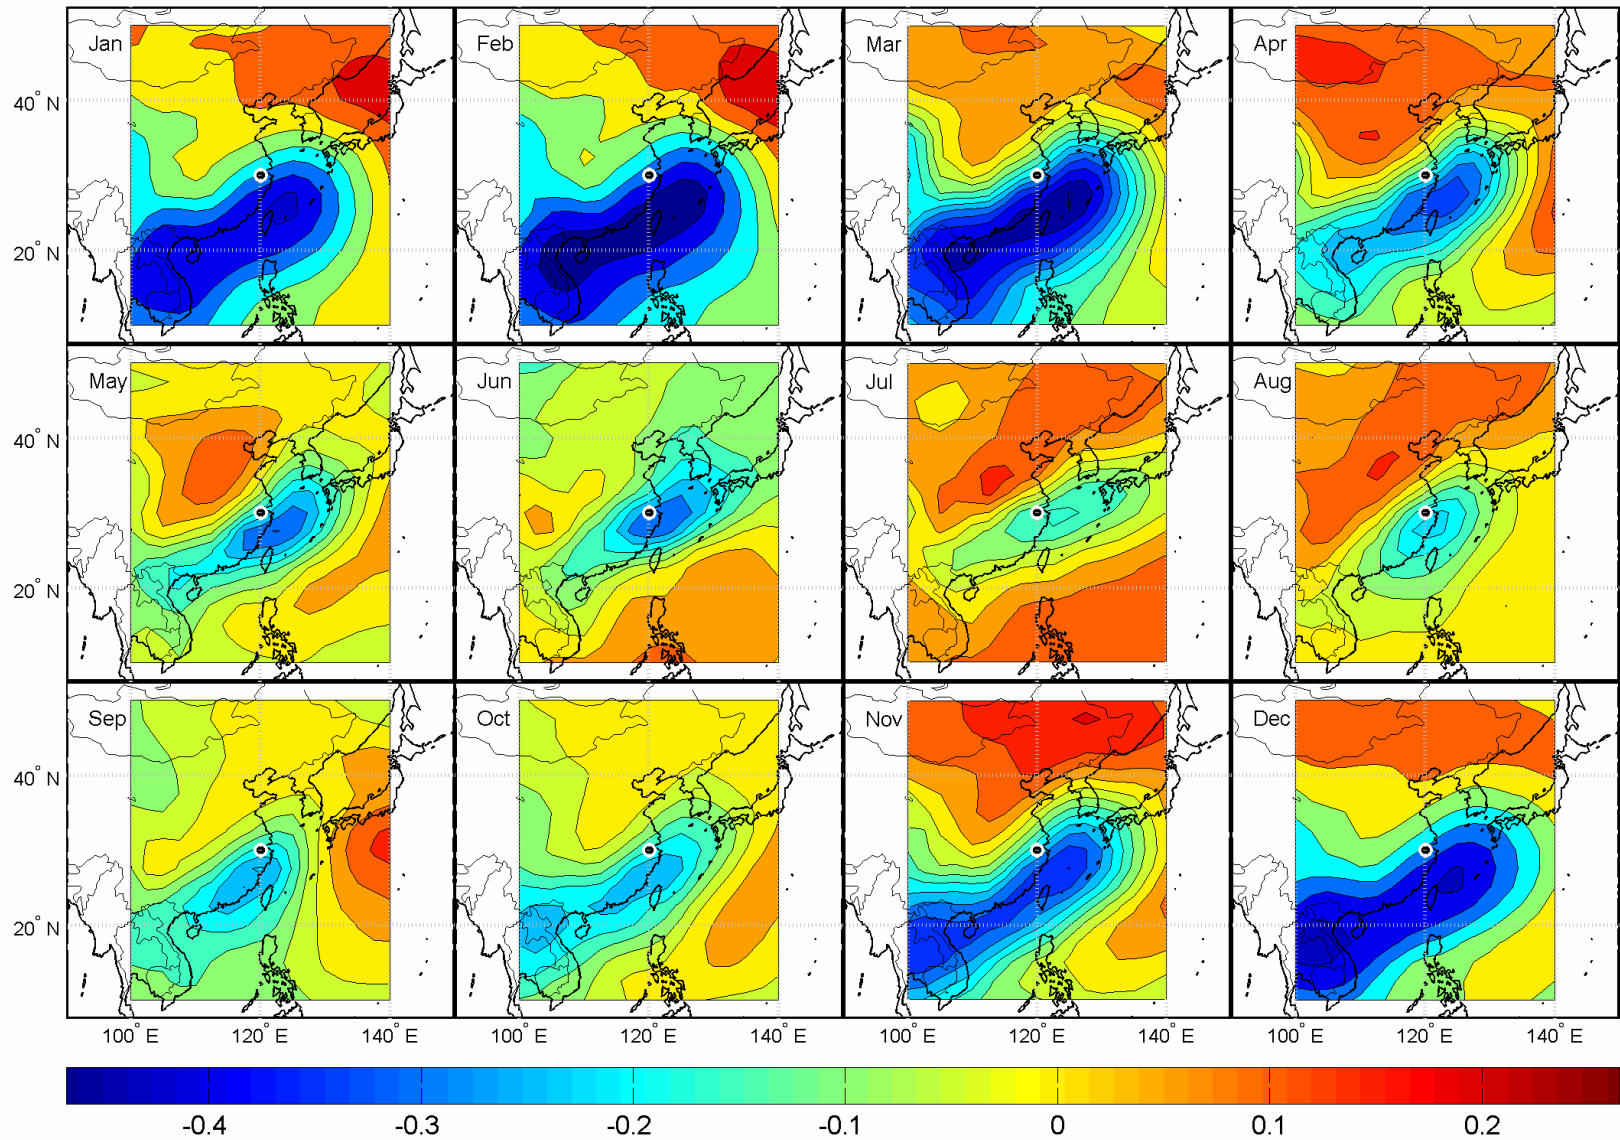 Jan Feb Mar Apr
40° N
20° N
May Jun Jul Aug
40° N
20° N
Sep Oct Nov Dec
40° N
20° N
100° E 120° E 140° E 100° E 120° E 140° E 100° E 120° E 140° E 100° E 120° E 140° E
-0.4 -0.3 -0.2 -0.1 0 0.1 0.2